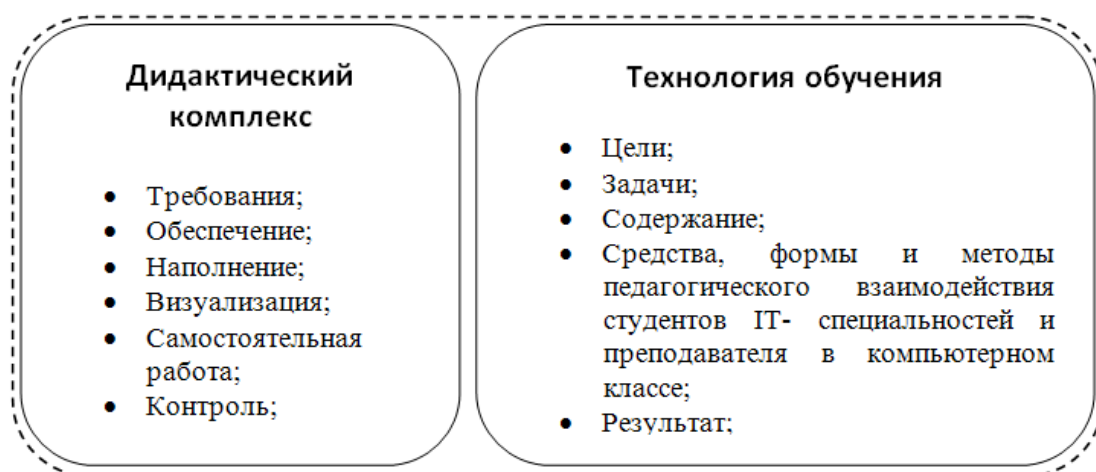 Дидактический
комплекс
• Требования;
• Обеспечение;
• Наполнение;
• Визуализация;
• Самостоятельная
работа;
• Контроль;
Технология обучения
• Цели;
• Задачи;
• Содержание;
• Средства, формы и методы
педагогического взаимодействия
студентов IT- специальностей и
преподавателя в компьютерном
классе;
• Результат;